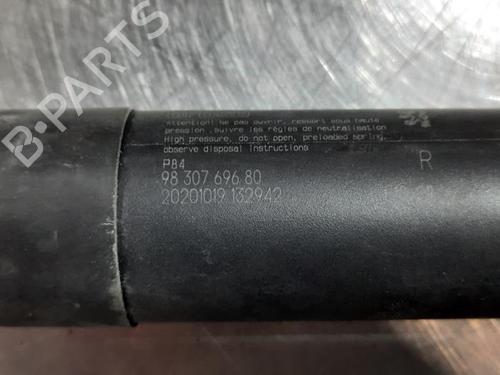 B-PARTS
Attention! Ne pas ouvrir, ressort sous haute
pression, suivre les règles de neutralisation
High pressure, do not open, preloaded spring,
observe disposal instructions
P84
98 307 696 80
20201019 132942
R